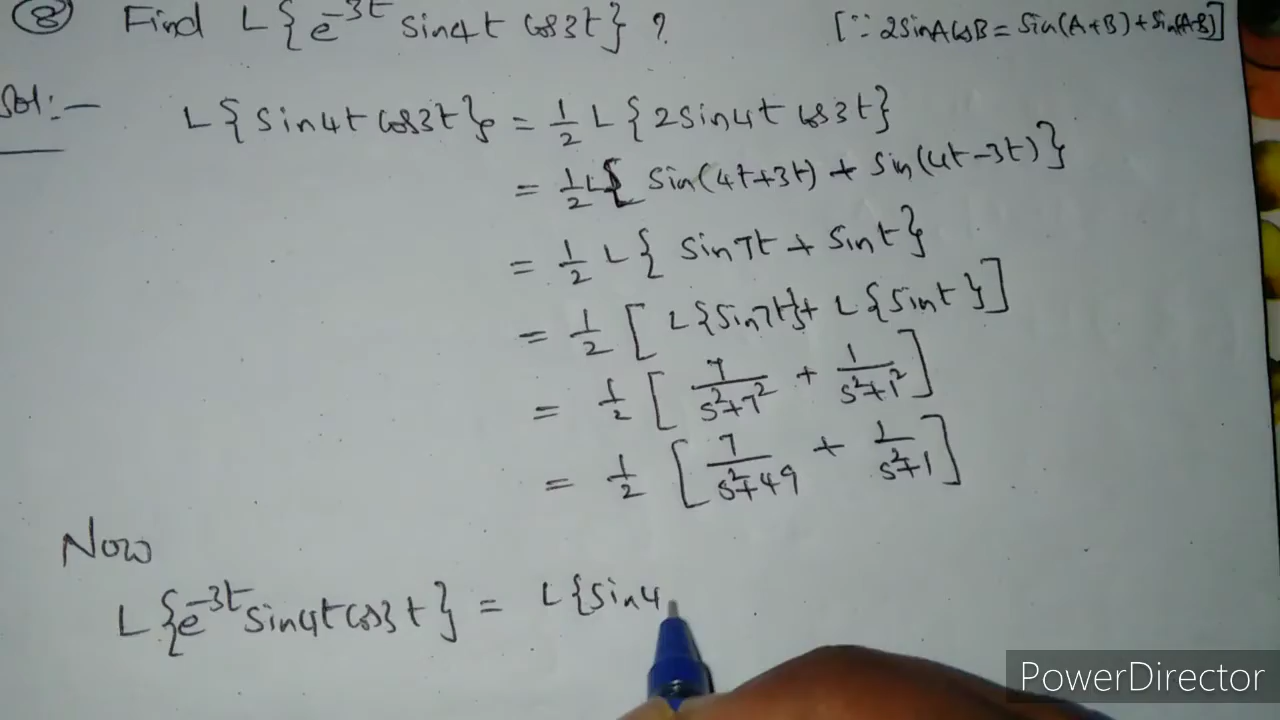 ⑧ Find L{e^-3t sin4t cos3t} ? [∵ 2SinACosB = Sin(A+B)+Sin(A-B)]
Sol:- L{sin4t cos3t} = 1/2 L{2sin4t cos3t}
= 1/2 L{ Sin(4t+3t) + Sin(4t-3t)}
= 1/2 L{ Sin7t + Sint}
= 1/2 [ L{Sin7t}+ L{Sint}]
= 1/2 [ 7/(s²+7²) + 1/(s²+1²) ]
= 1/2 [ 7/(s²+49) + 1/(s²+1) ]
Now
L{e^-3t Sin4t cos3t} = L{Sin4
PowerDirector